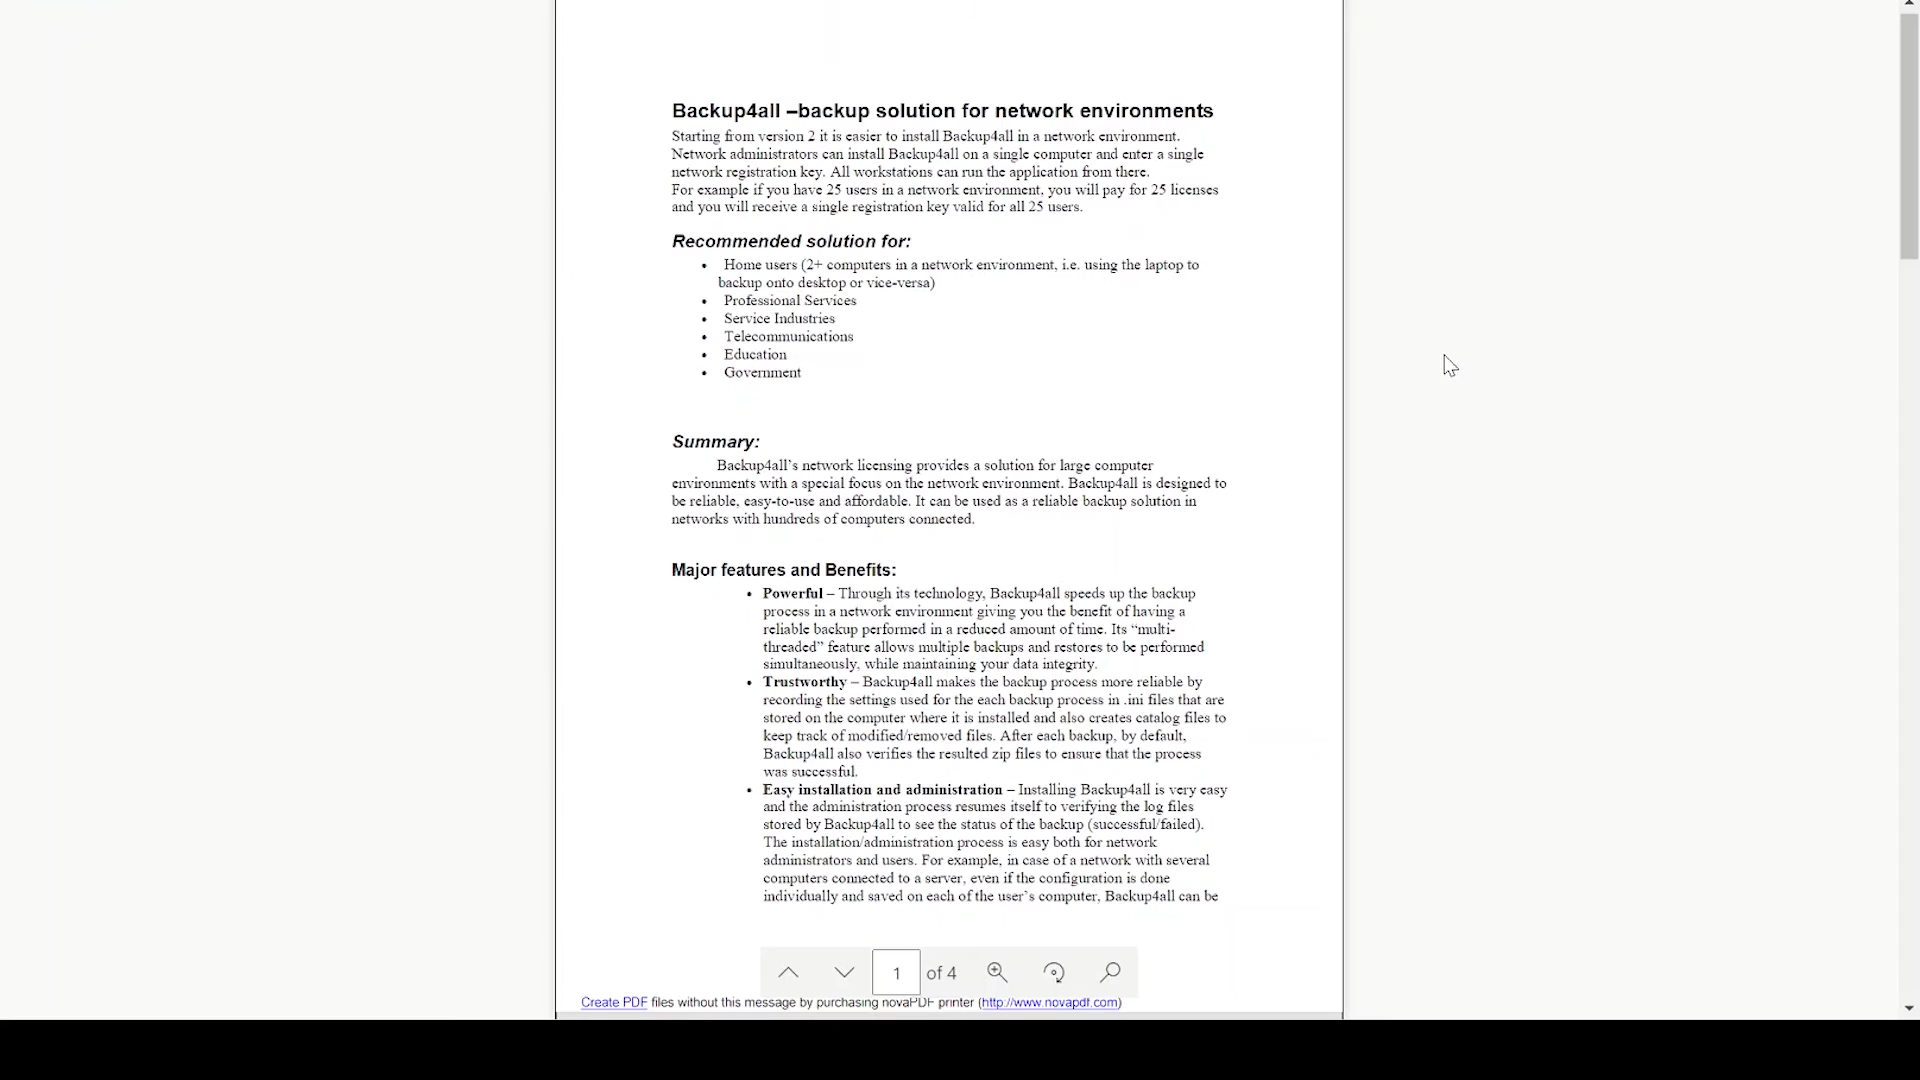 Backup4all –backup solution for network environments
Starting from version 2 it is easier to install Backup4all in a network environment.
Network administrators can install Backup4all on a single computer and enter a single
network registration key. All workstations can run the application from there.
For example if you have 25 users in a network environment, you will pay for 25 licenses
and you will receive a single registration key valid for all 25 users.
Recommended solution for:
• Home users (2+ computers in a network environment, i.e. using the laptop to
backup onto desktop or vice-versa)
• Professional Services
• Service Industries
• Telecommunications
• Education
• Government
Summary:
Backup4all’s network licensing provides a solution for large computer
environments with a special focus on the network environment. Backup4all is designed to
be reliable, easy-to-use and affordable. It can be used as a reliable backup solution in
networks with hundreds of computers connected.
Major features and Benefits:
• Powerful – Through its technology, Backup4all speeds up the backup
process in a network environment giving you the benefit of having a
reliable backup performed in a reduced amount of time. Its “multi-
threaded” feature allows multiple backups and restores to be performed
simultaneously, while maintaining your data integrity.
• Trustworthy – Backup4all makes the backup process more reliable by
recording the settings used for the each backup process in .ini files that are
stored on the computer where it is installed and also creates catalog files to
keep track of modified/removed files. After each backup, by default,
Backup4all also verifies the resulted zip files to ensure that the process
was successful.
• Easy installation and administration – Installing Backup4all is very easy
and the administration process resumes itself to verifying the log files
stored by Backup4all to see the status of the backup (successful/failed).
The installation/administration process is easy both for network
administrators and users. For example, in case of a network with several
computers connected to a server, even if the configuration is done
individually and saved on each of the user’s computer, Backup4all can be
1 of 4
Create PDF files without this message by purchasing novaPDF printer (http://www.novapdf.com)